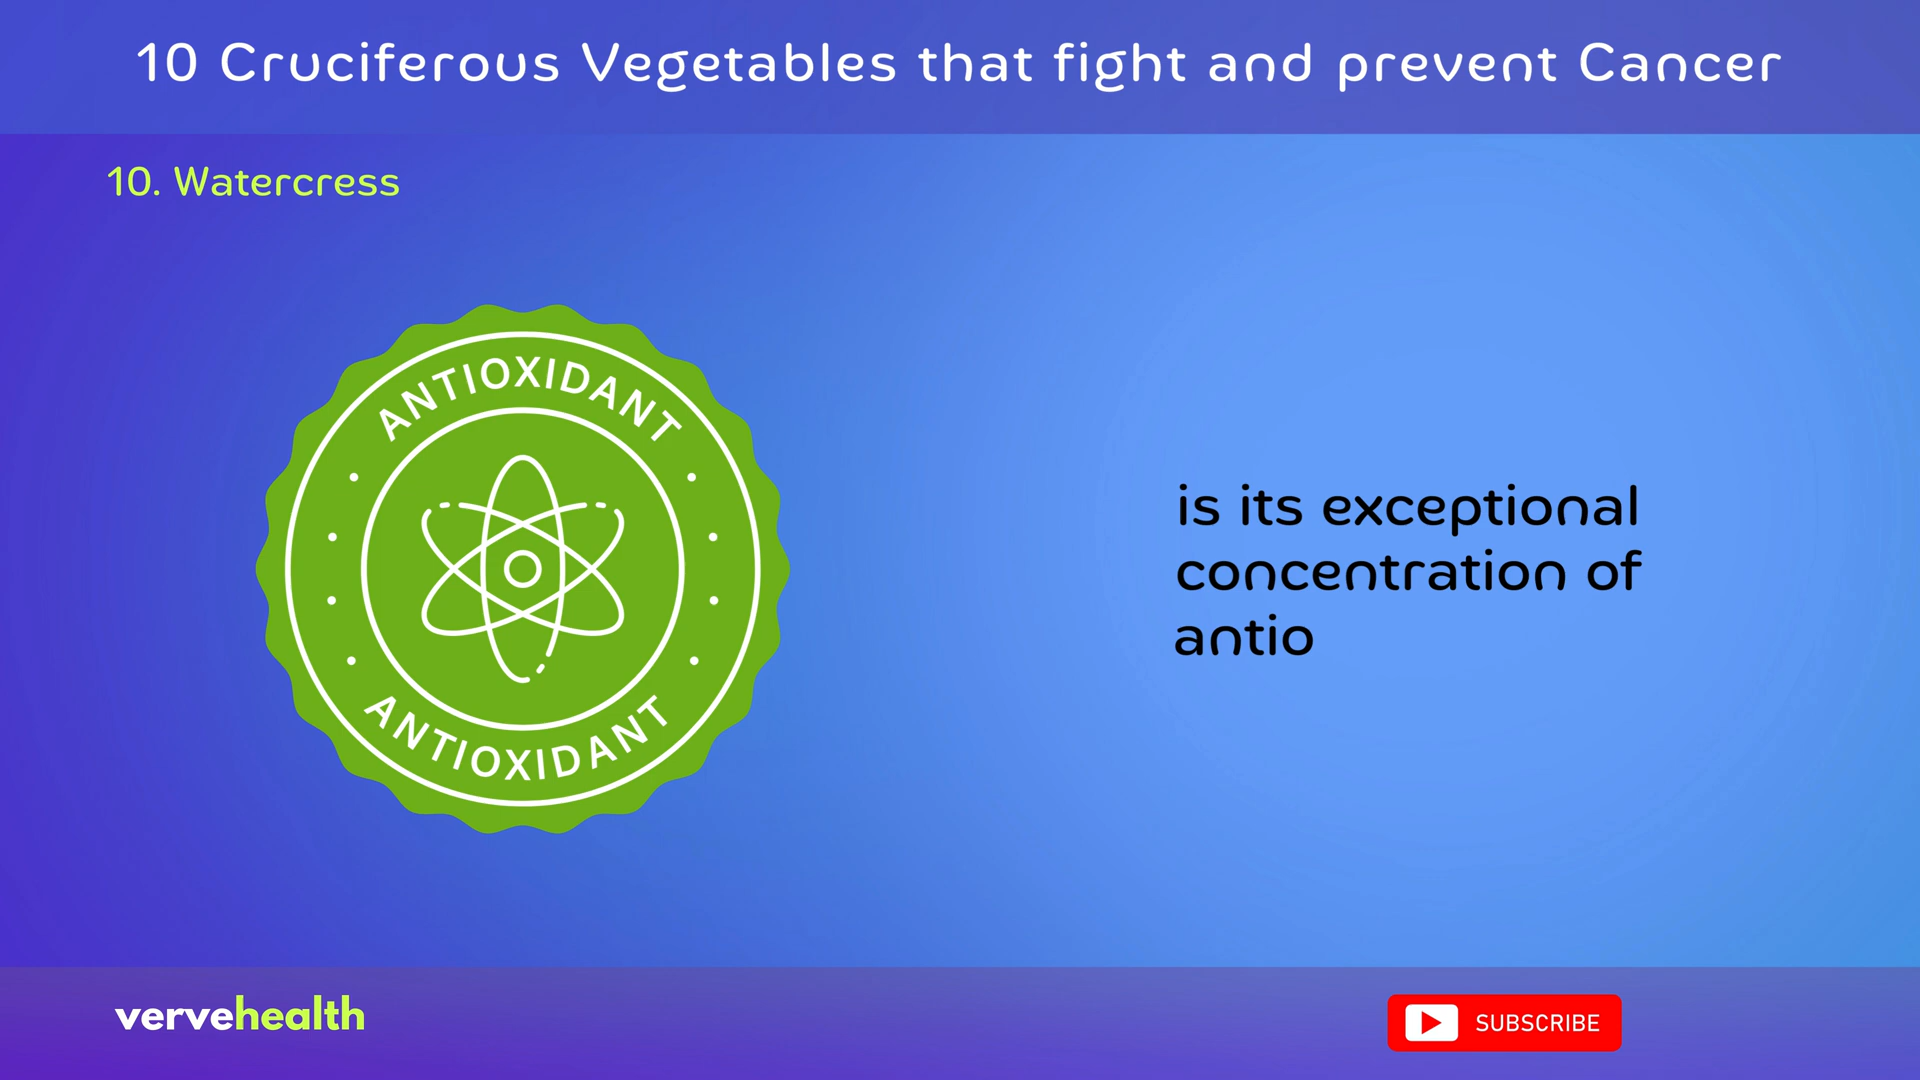 10 Cruciferous Vegetables that fight and prevent Cancer
10. Watercress
ANTIOXIDANT
ANTIOXIDANT
is its exceptional
concentration of
antio
vervehealth
SUBSCRIBE